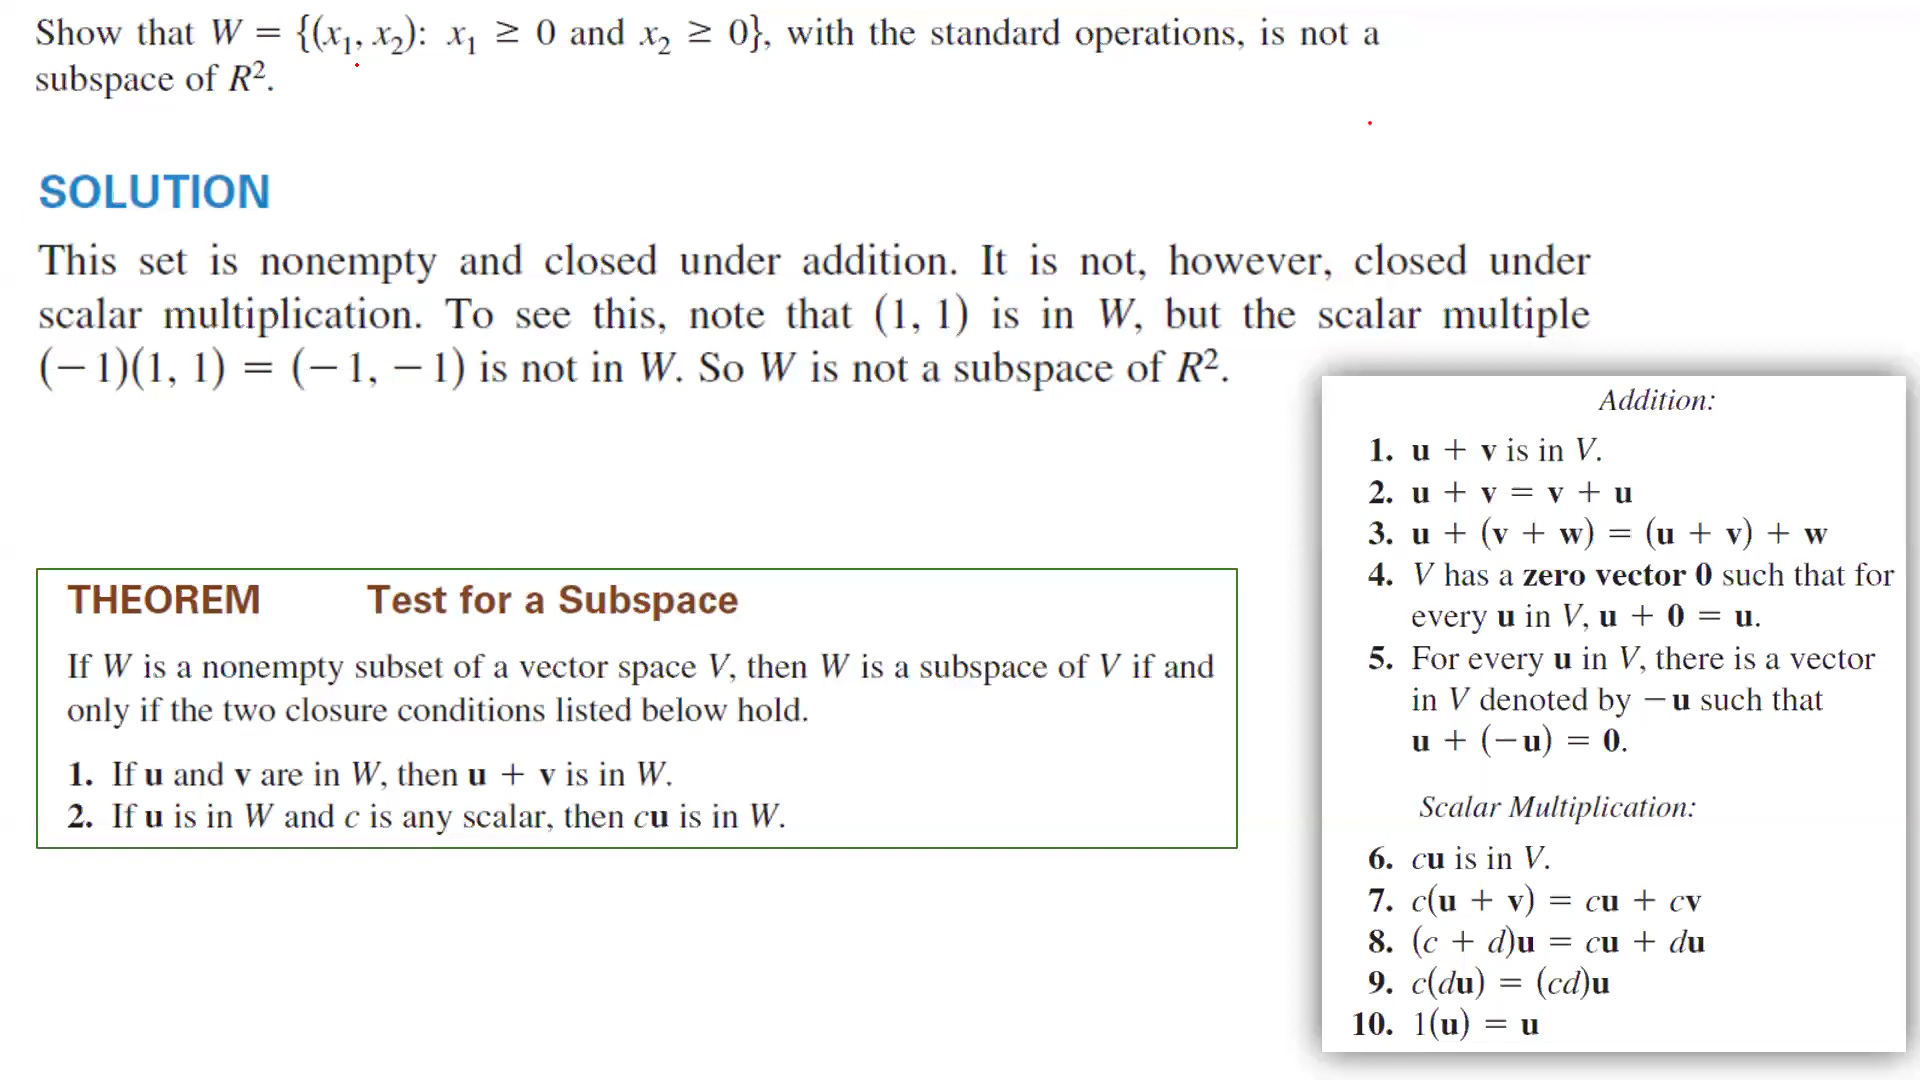 Show that W = {(x₁, x₂): x₁ ≥ 0 and x₂ ≥ 0}, with the standard operations, is not a
subspace of R².
SOLUTION
This set is nonempty and closed under addition. It is not, however, closed under
scalar multiplication. To see this, note that (1, 1) is in W, but the scalar multiple
(−1)(1, 1) = (−1, −1) is not in W. So W is not a subspace of R².
THEOREM Test for a Subspace
If W is a nonempty subset of a vector space V, then W is a subspace of V if and
only if the two closure conditions listed below hold.
1. If u and v are in W, then u + v is in W.
2. If u is in W and c is any scalar, then cu is in W.
Addition:
1. u + v is in V.
2. u + v = v + u
3. u + (v + w) = (u + v) + w
4. V has a zero vector 0 such that for
every u in V, u + 0 = u.
5. For every u in V, there is a vector
in V denoted by −u such that
u + (−u) = 0.
Scalar Multiplication:
6. cu is in V.
7. c(u + v) = cu + cv
8. (c + d)u = cu + du
9. c(du) = (cd)u
10. 1(u) = u